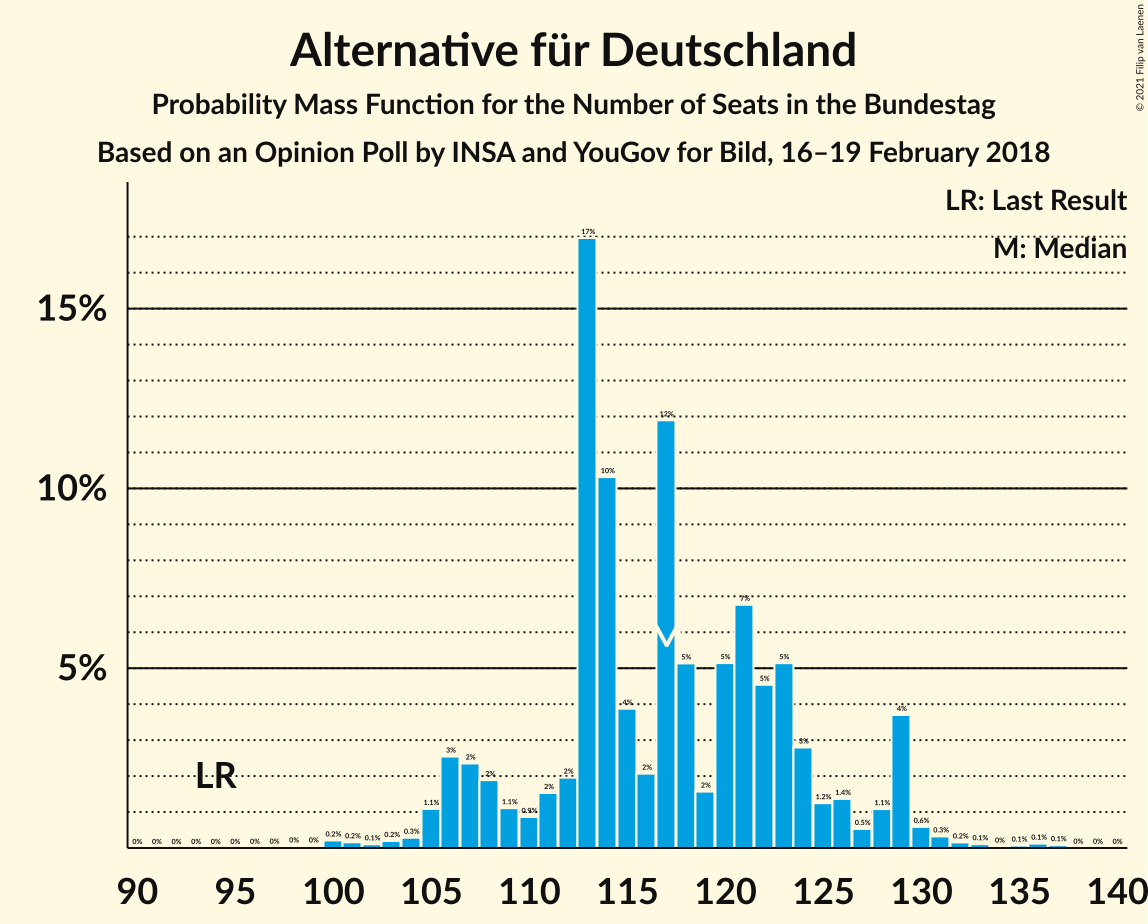 Alternative für Deutschland
Probability Mass Function for the Number of Seats in the Bundestag
Based on an Opinion Poll by INSA and YouGov for Bild, 16–19 February 2018
© 2021 Filip van Laenen
LR: Last Result
M: Median
15%
10%
5%
LR
0% 0% 0% 0% 0% 0% 0% 0% 0% 0% 0.2% 0.2% 0.1% 0.2% 0.3% 1.1% 3% 2% 2% 1.1% 0.9% 2% 2% 17% 10% 4% 2% 12% 5% 2% 5% 7% 5% 5% 3% 1.2% 1.4% 0.5% 1.1% 4% 0.6% 0.3% 0.2% 0.1% 0% 0.1% 0.1% 0.1% 0% 0% 0%
90 95 100 105 110 115 120 125 130 135 140